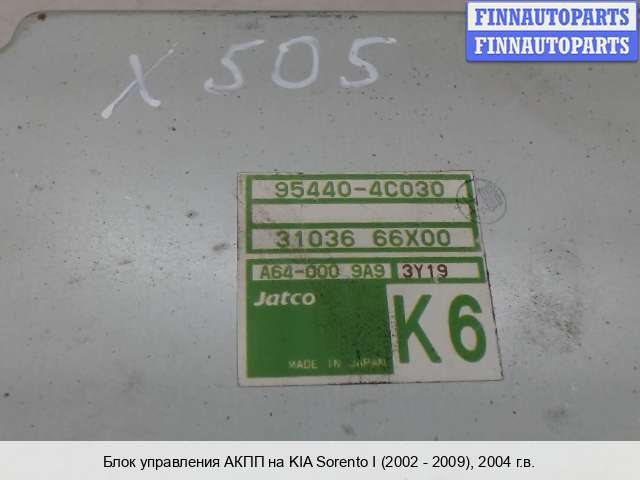 FINNAUTOPARTS
FINNAUTOPARTS
X 505
95440-4C030
31036 66X00
A64-000 9A9 3Y19
Jatco
K6
MADE IN JAPAN
Блок управления АКПП на KIA Sorento I (2002 - 2009), 2004 г.в.